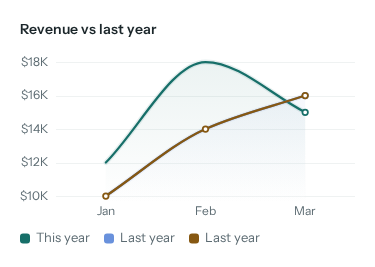 Revenue vs last year
$18K
$16K
$14K
$12K
$10K
Jan Feb Mar
This year Last year Last year